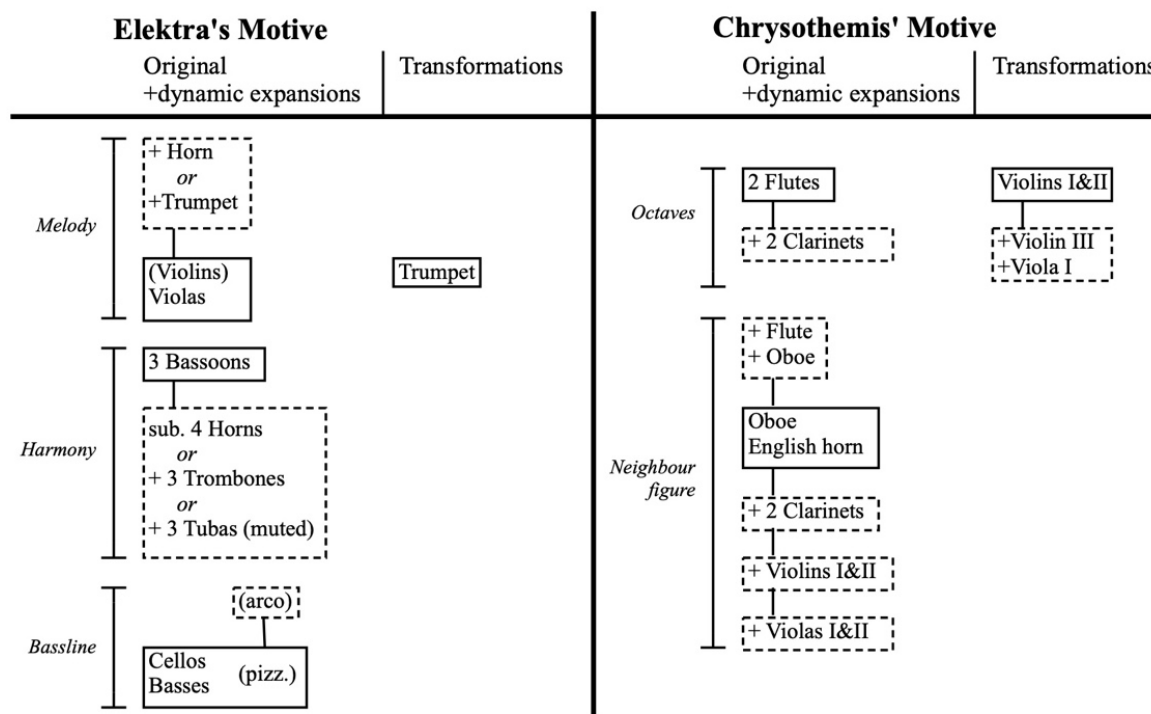 Elektra's Motive
Original
+dynamic expansions
Transformations
Melody
+ Horn
or
+Trumpet
(Violins)
Violas
Trumpet
Harmony
3 Bassoons
sub. 4 Horns
or
+ 3 Trombones
or
+ 3 Tubas (muted)
Bassline
(arco)
Cellos
Basses
(pizz.)
Chrysothemis' Motive
Original
+dynamic expansions
Transformations
Octaves
2 Flutes
+ 2 Clarinets
Violins I&II
+Violin III
+Viola I
Neighbour
figure
+ Flute
+ Oboe
Oboe
English horn
+ 2 Clarinets
+ Violins I&II
+ Violas I&II